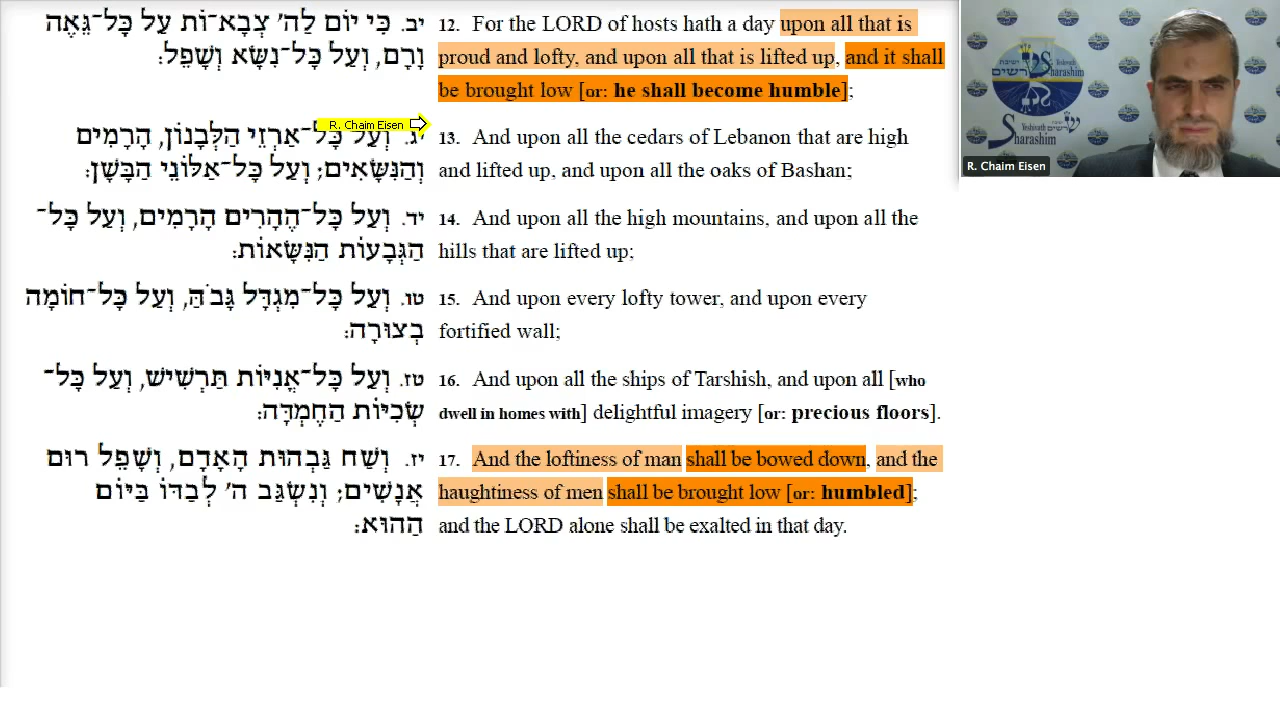 יב. כִּי יוֹם לַה' צְבָא־וֹת עַל כָּל־גֵּאֶה
וָרָם, וְעַל כָּל־נִשָּׂא וְשָׁפֵל:
12. For the LORD of hosts hath a day upon all that is
proud and lofty, and upon all that is lifted up, and it shall
be brought low [or: he shall become humble];
R. Chaim Eisen
יג. וְעַל כָּל־אַרְזֵי הַלְּבָנוֹן, הָרָמִים
וְהַנִּשָּׂאִים; וְעַל כָּל־אַלּוֹנֵי הַבָּשָׁן:
13. And upon all the cedars of Lebanon that are high
and lifted up, and upon all the oaks of Bashan;
יד. וְעַל כָּל־הֶהָרִים הָרָמִים, וְעַל כָּל־
הַגְּבָעוֹת הַנִּשָּׂאוֹת:
14. And upon all the high mountains, and upon all the
hills that are lifted up;
טו. וְעַל כָּל־מִגְדָּל גָּבֹהַּ, וְעַל כָּל־חוֹמָה
בְצוּרָה:
15. And upon every lofty tower, and upon every
fortified wall;
טז. וְעַל כָּל־אֳנִיּוֹת תַּרְשִׁישׁ, וְעַל כָּל־
שְׂכִיּוֹת הַחֶמְדָּה:
16. And upon all the ships of Tarshish, and upon all [who
dwell in homes with] delightful imagery [or: precious floors].
יז. וְשַׁח גַּבְהוּת הָאָדָם, וְשָׁפֵל רוּם
אֲנָשִׁים; וְנִשְׂגַּב ה' לְבַדּוֹ בַּיּוֹם
הַהוּא:
17. And the loftiness of man shall be bowed down, and the
haughtiness of men shall be brought low [or: humbled];
and the LORD alone shall be exalted in that day.
ישיבת
שרשים
Yeshivath
Sharashim
Yeshivath שרשים
Sharashim
R. Chaim Eisen